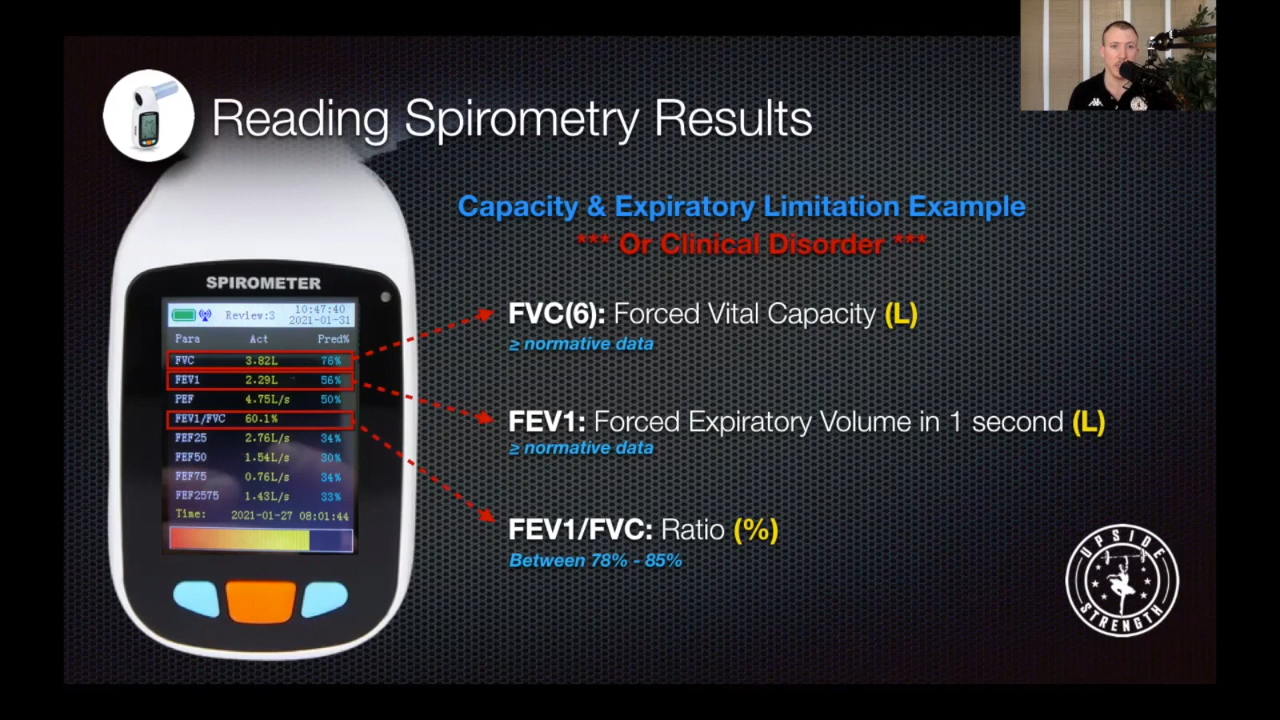 Reading Spirometry Results
Capacity & Expiratory Limitation Example
*** Or Clinical Disorder ***
SPIROMETER
Review:3 10:47:40
2021-01-31
Para Act Pred%
FVC 3.82L 76%
FEV1 2.29L 56%
PEF 4.75L/s 50%
FEV1/FVC 60.1%
FEF25 2.76L/s 34%
FEF50 1.54L/s 30%
FEF75 0.76L/s 34%
FEF2575 1.43L/s 33%
Time: 2021-01-27 08:01:44
FVC(6): Forced Vital Capacity (L)
≥ normative data
FEV1: Forced Expiratory Volume in 1 second (L)
≥ normative data
FEV1/FVC: Ratio (%)
Between 78% - 85%
UPSIDE
STRENGTH